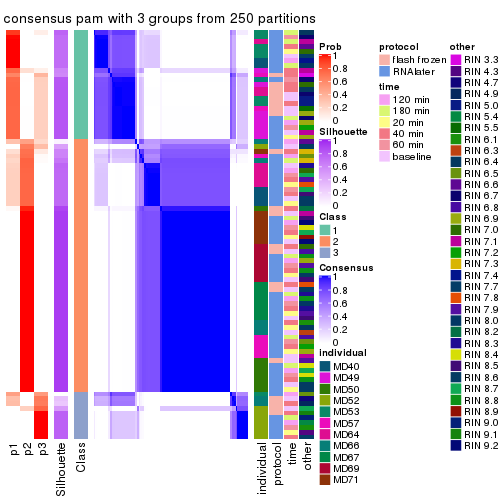 consensus pam with 3 groups from 250 partitions
Prob
1
0.8
0.6
0.4
0.2
0
Silhouette
1
0.8
0.6
0.4
0.2
0
Class
1
2
3
Consensus
1
0.8
0.6
0.4
0.2
0
individual
MD40
MD49
MD50
MD52
MD53
MD57
MD64
MD66
MD67
MD69
MD71
protocol
flash frozen
RNAlater
time
120 min
180 min
20 min
40 min
60 min
baseline
other
RIN 3.3
RIN 4.3
RIN 4.7
RIN 4.9
RIN 5.0
RIN 5.4
RIN 5.5
RIN 6.1
RIN 6.3
RIN 6.4
RIN 6.5
RIN 6.6
RIN 6.7
RIN 6.8
RIN 6.9
RIN 7.0
RIN 7.1
RIN 7.2
RIN 7.3
RIN 7.4
RIN 7.7
RIN 7.8
RIN 7.9
RIN 8.0
RIN 8.2
RIN 8.3
RIN 8.4
RIN 8.5
RIN 8.6
RIN 8.7
RIN 8.8
RIN 8.9
RIN 9.0
RIN 9.1
RIN 9.2
p1
p2
p3
Silhouette
Class
individual
protocol
time
other